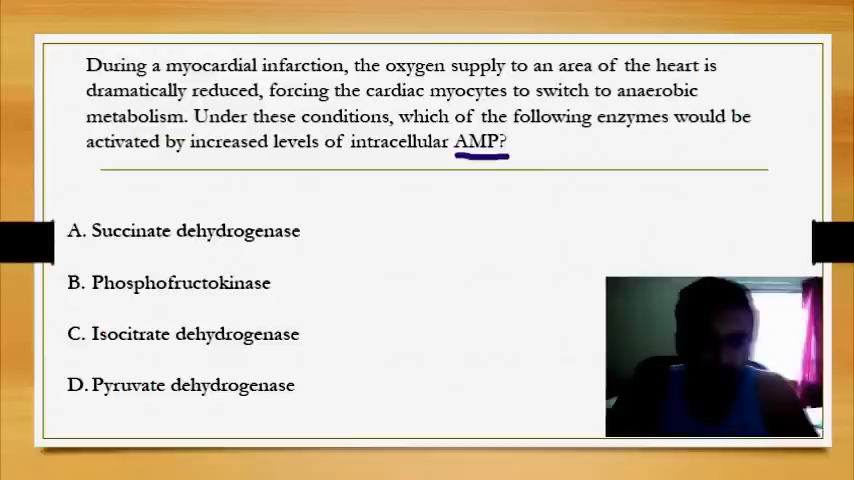 During a myocardial infarction, the oxygen supply to an area of the heart is
dramatically reduced, forcing the cardiac myocytes to switch to anaerobic
metabolism. Under these conditions, which of the following enzymes would be
activated by increased levels of intracellular AMP?
A. Succinate dehydrogenase
B. Phosphofructokinase
C. Isocitrate dehydrogenase
D. Pyruvate dehydrogenase